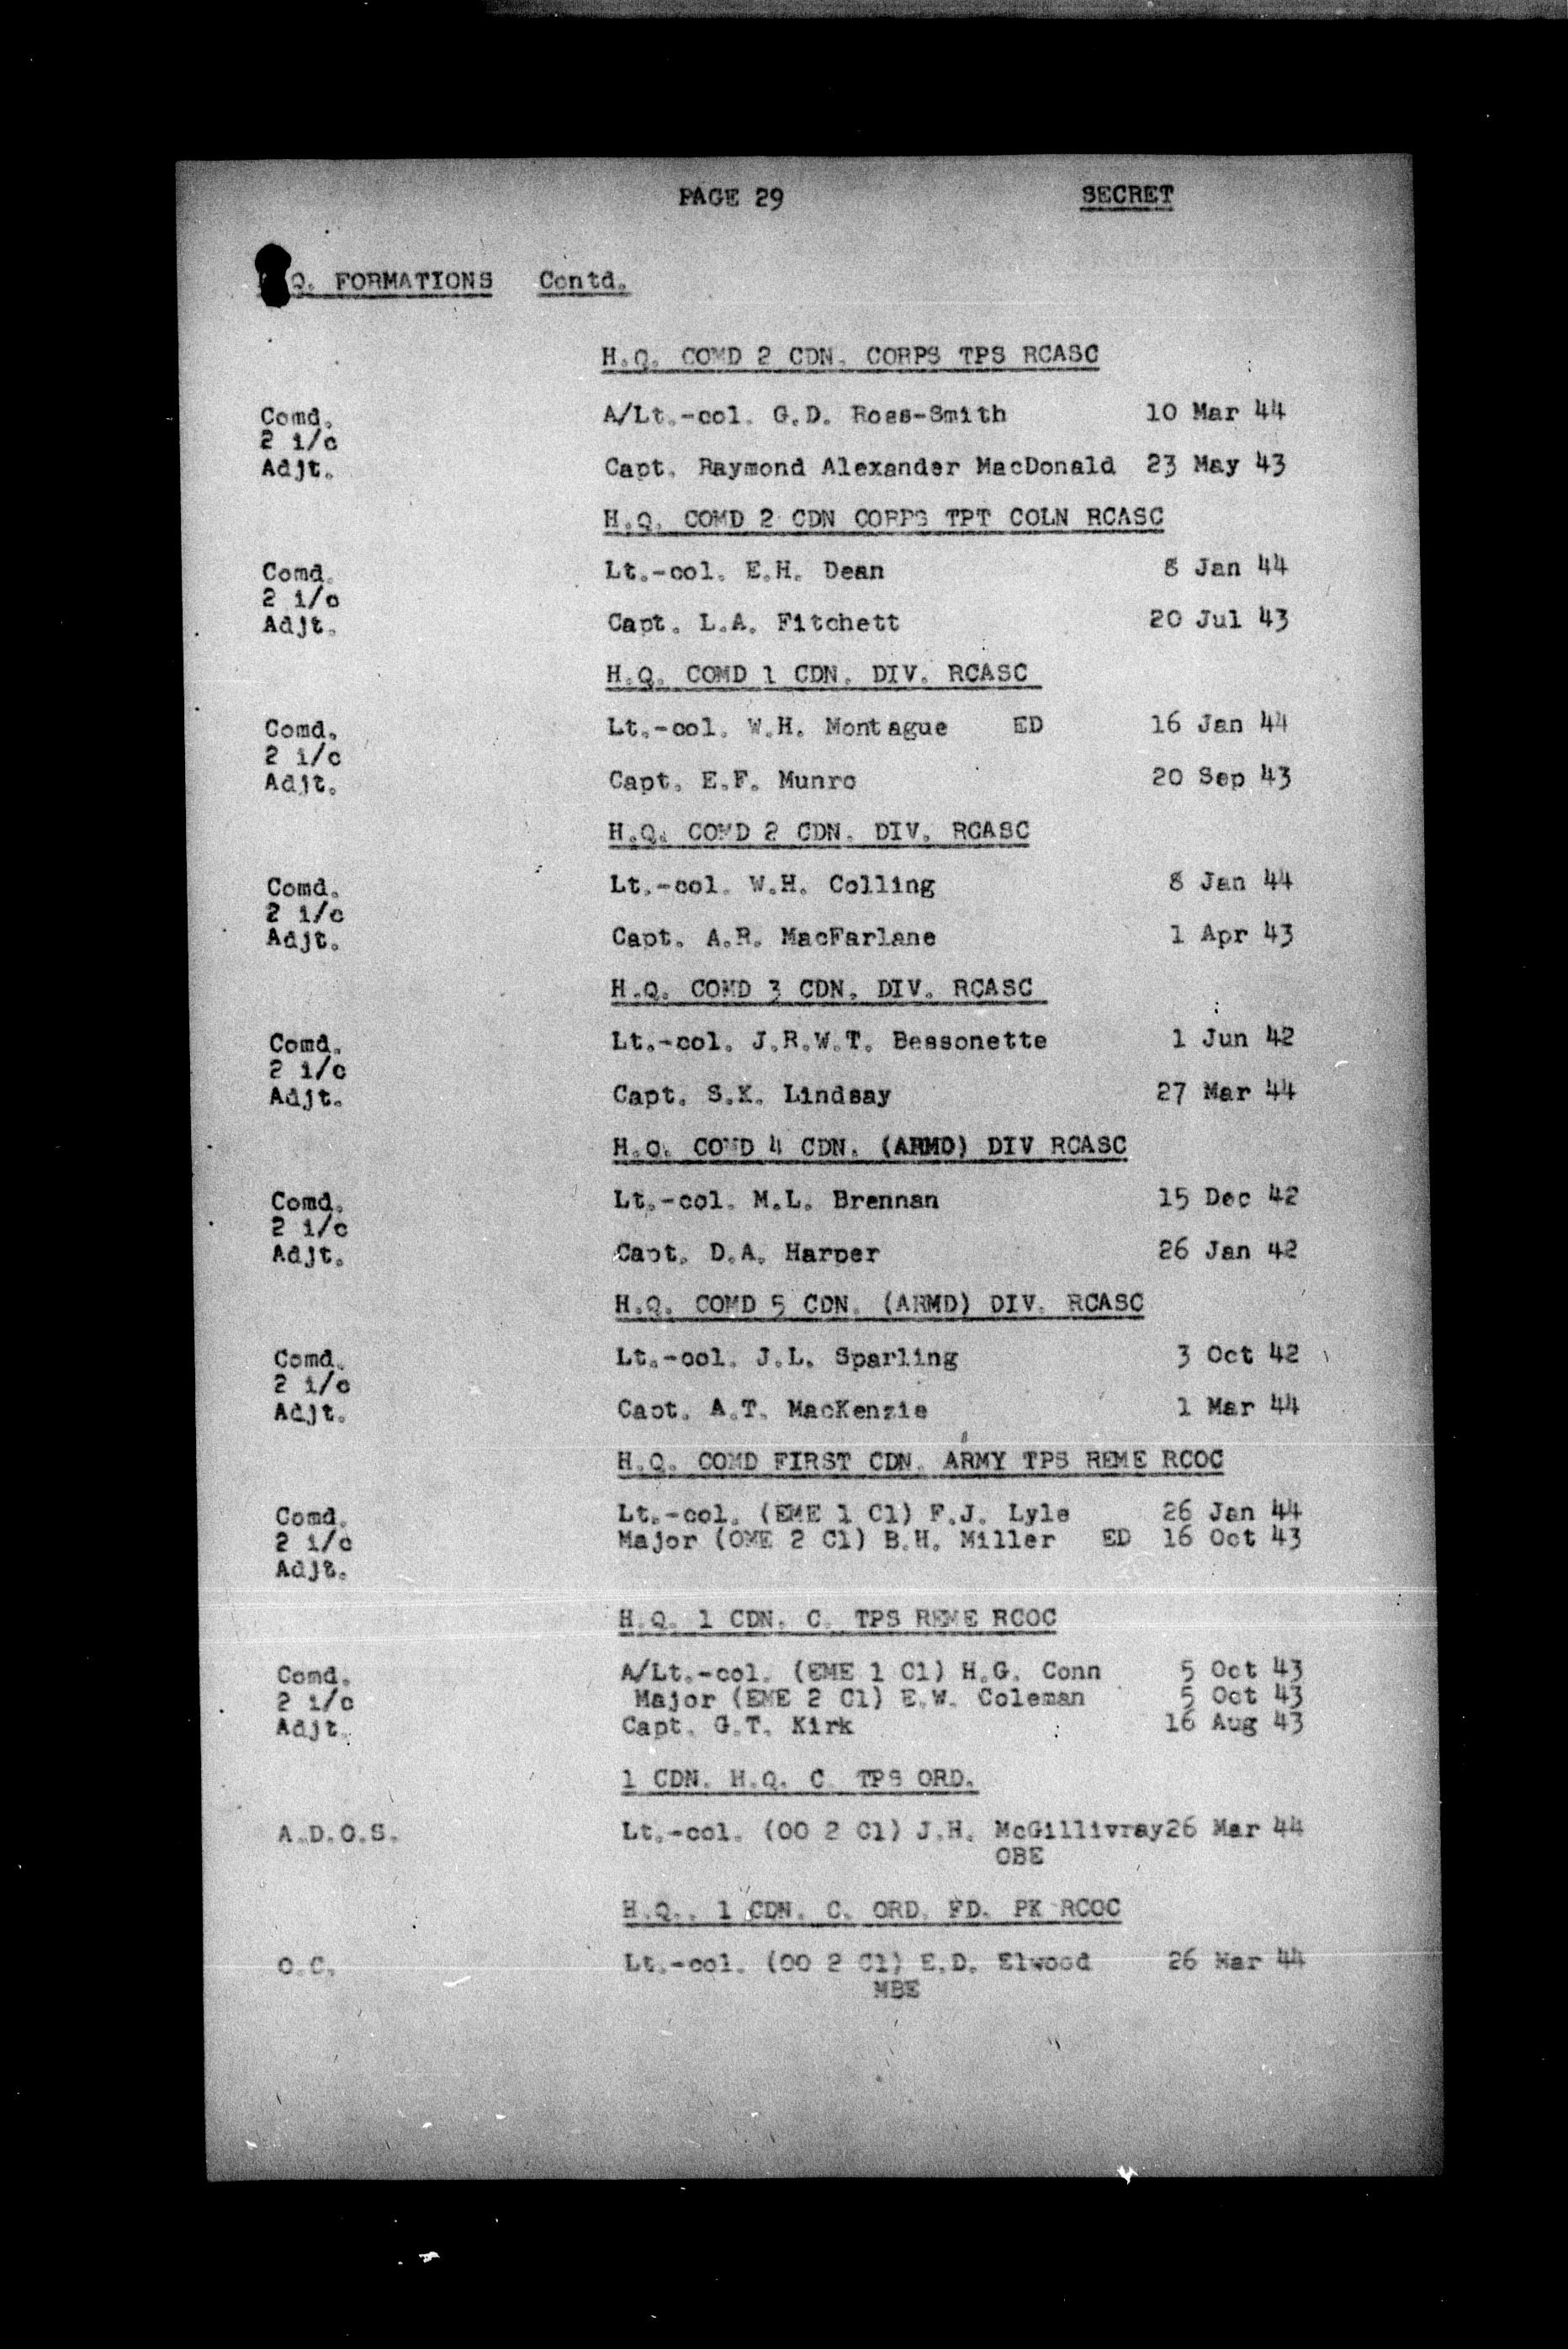 PAGE 29 SECRET
Q. FORMATIONS Contd.
H.Q. COMD 2 CDN. CORPS TPS RCASC
Comd. A/Lt.-col. G.D. Ross-Smith 10 Mar 44
2 i/c
Adjt. Capt. Raymond Alexander MacDonald 23 May 43
H.Q. COMD 2 CDN CORPS TPT COLN RCASC
Comd. Lt.-col. E.H. Dean 8 Jan 44
2 i/c
Adjt. Capt. L.A. Fitchett 20 Jul 43
H.Q. COMD 1 CDN. DIV. RCASC
Comd. Lt.-col. W.H. Montague ED 16 Jan 44
2 i/c
Adjt. Capt. E.F. Munro 20 Sep 43
H.Q. COMD 2 CDN. DIV. RCASC
Comd. Lt.-col. W.H. Colling 8 Jan 44
2 i/c
Adjt. Capt. A.R. MacFarlane 1 Apr 43
H.Q. COMD 3 CDN. DIV. RCASC
Comd. Lt.-col. J.R.W.T. Bessonette 1 Jun 42
2 i/c
Adjt. Capt. S.K. Lindsay 27 Mar 44
H.Q. COMD 4 CDN. (ARMD) DIV RCASC
Comd. Lt.-col. M.L. Brennan 15 Dec 42
2 i/c
Adjt. Capt. D.A. Harper 26 Jan 42
H.Q. COMD 5 CDN. (ARMD) DIV. RCASC
Comd. Lt.-col. J.L. Sparling 3 Oct 42
2 i/c
Adjt. Capt. A.T. MacKenzie 1 Mar 44
H.Q. COMD FIRST CDN. ARMY TPS REME RCOC
Comd. Lt.-col. (EME 1 Cl) F.J. Lyle 26 Jan 44
2 i/c Major (OME 2 Cl) B.H. Miller ED 16 Oct 43
Adjt.
H.Q. 1 CDN. C. TPS REME RCOC
Comd. A/Lt.-col. (EME 1 Cl) H.G. Conn 5 Oct 43
2 i/c Major (EME 2 Cl) E.W. Coleman 5 Oct 43
Adjt. Capt. G.T. Kirk 16 Aug 43
1 CDN. H.Q. C. TPS ORD.
A.D.O.S. Lt.-col. (OO 2 Cl) J.H. McGillivray 26 Mar 44
OBE
H.Q. 1 CDN. C. ORD. FD. PK RCOC
O.C. Lt.-col. (OO 2 Cl) E.D. Elwood 26 Mar 44
MBE